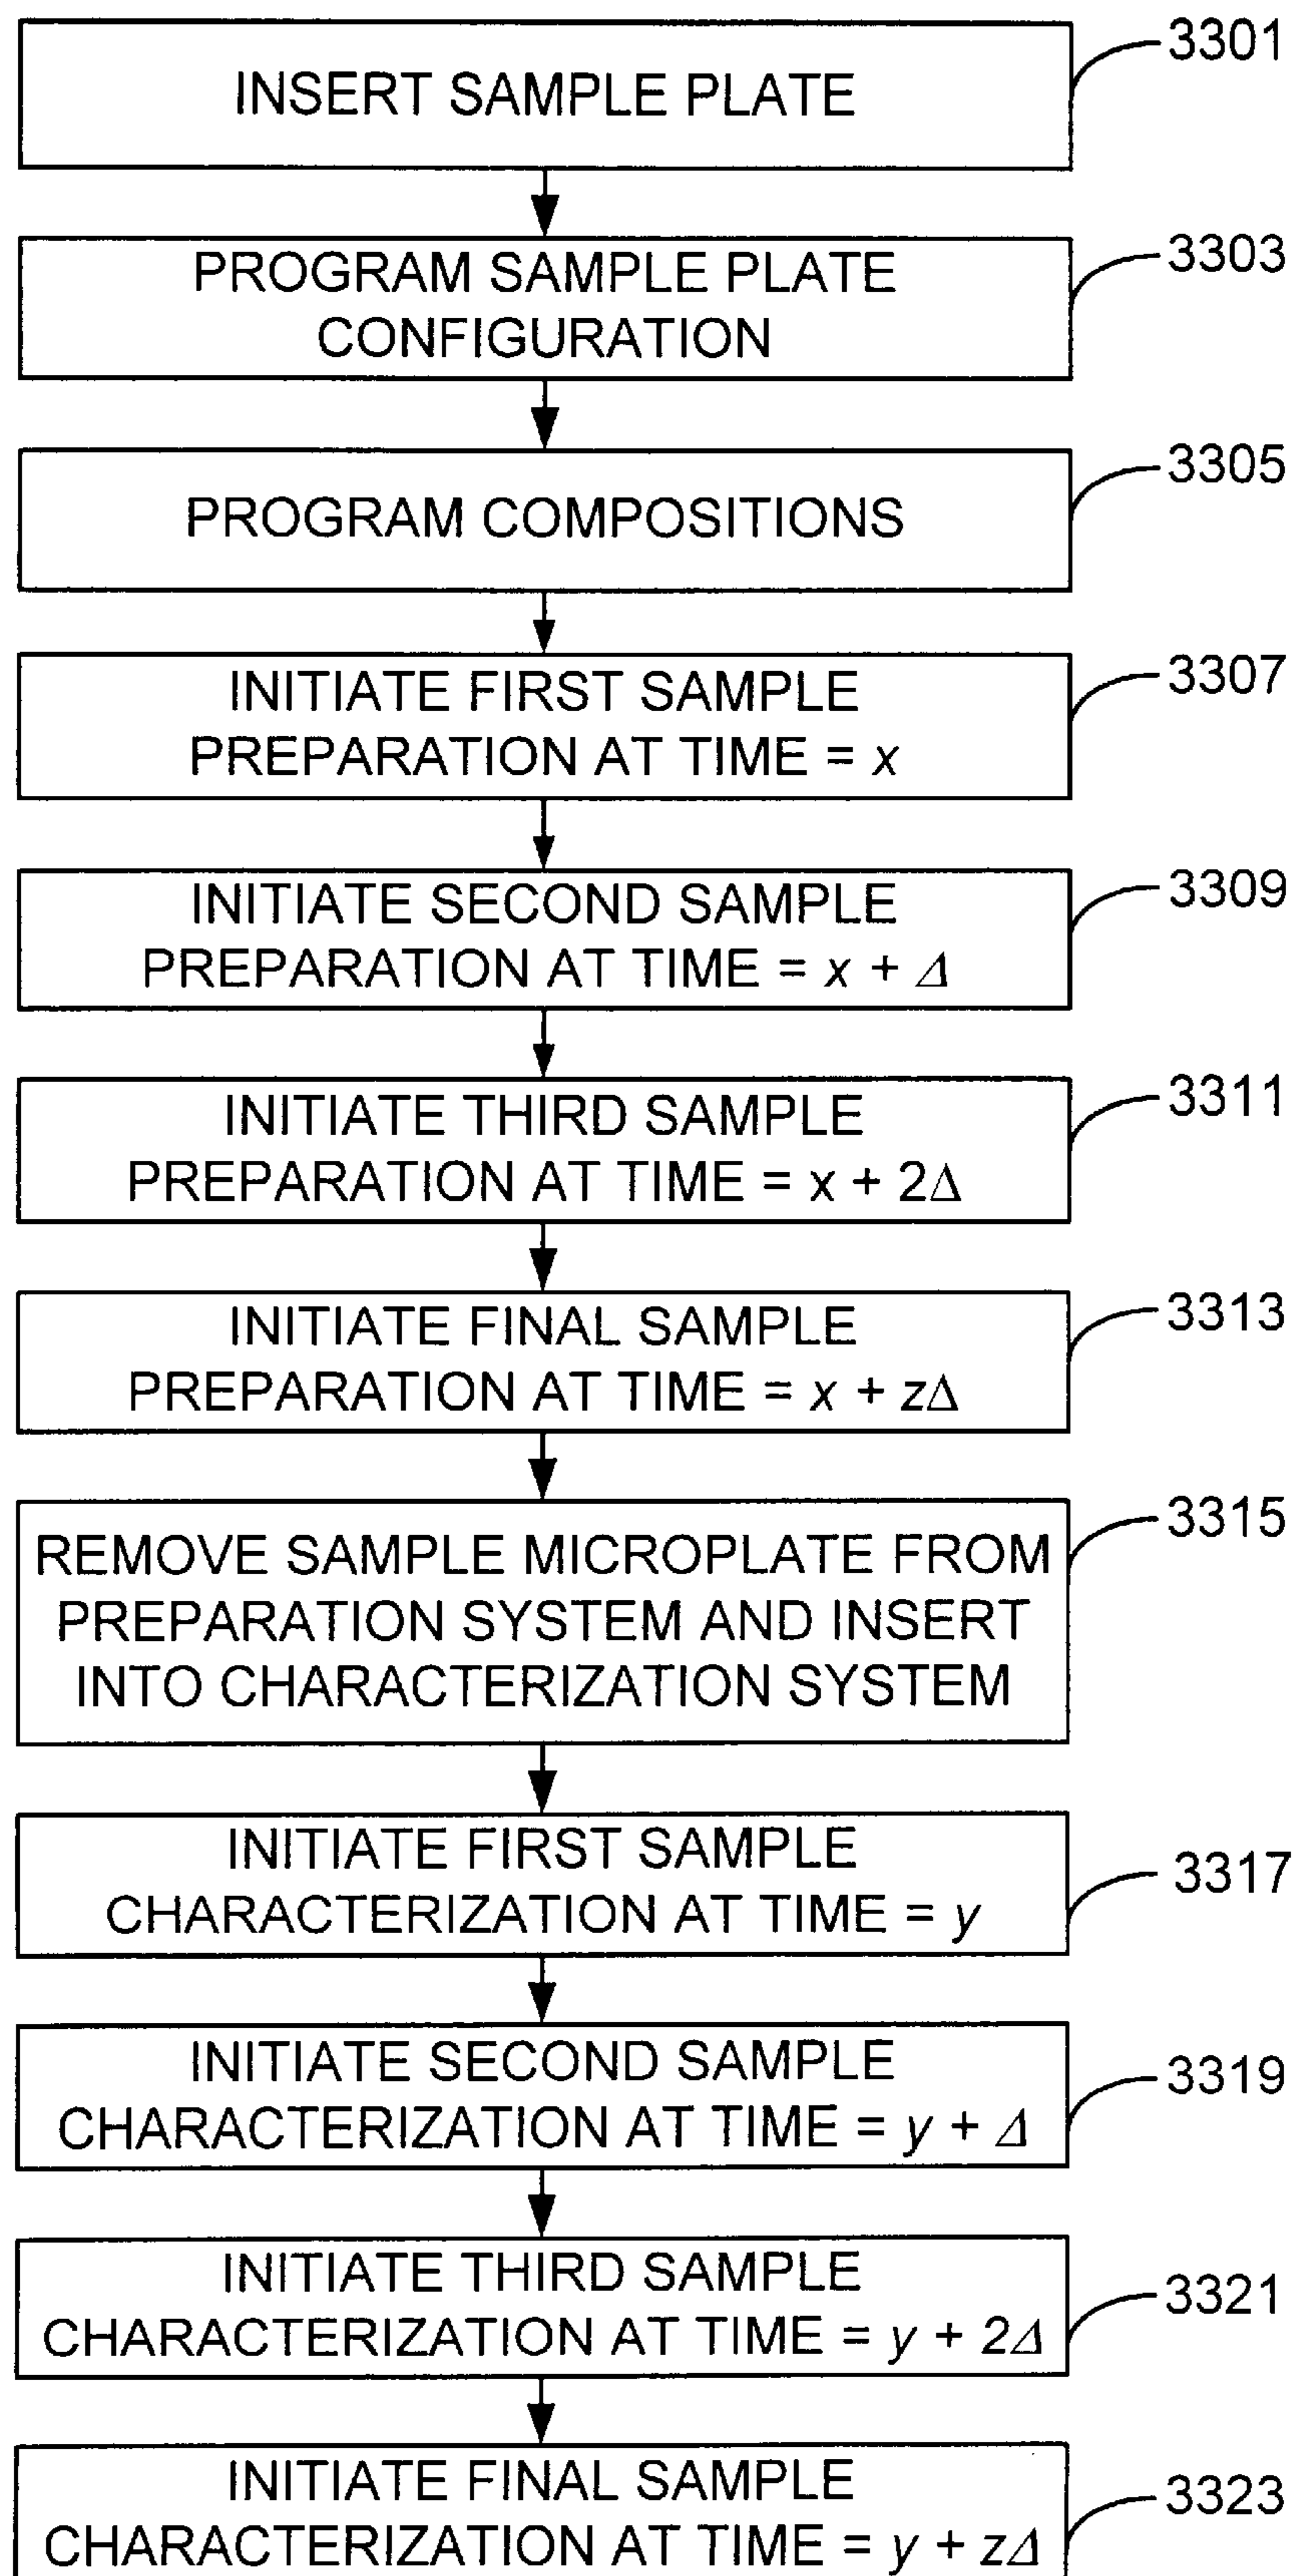 3301
INSERT SAMPLE PLATE
3303
PROGRAM SAMPLE PLATE
CONFIGURATION
3305
PROGRAM COMPOSITIONS
3307
INITIATE FIRST SAMPLE
PREPARATION AT TIME = x
3309
INITIATE SECOND SAMPLE
PREPARATION AT TIME = x + Δ
3311
INITIATE THIRD SAMPLE
PREPARATION AT TIME = x + 2Δ
3313
INITIATE FINAL SAMPLE
PREPARATION AT TIME = x + zΔ
3315
REMOVE SAMPLE MICROPLATE FROM
PREPARATION SYSTEM AND INSERT
INTO CHARACTERIZATION SYSTEM
3317
INITIATE FIRST SAMPLE
CHARACTERIZATION AT TIME = y
3319
INITIATE SECOND SAMPLE
CHARACTERIZATION AT TIME = y + Δ
3321
INITIATE THIRD SAMPLE
CHARACTERIZATION AT TIME = y + 2Δ
3323
INITIATE FINAL SAMPLE
CHARACTERIZATION AT TIME = y + zΔ